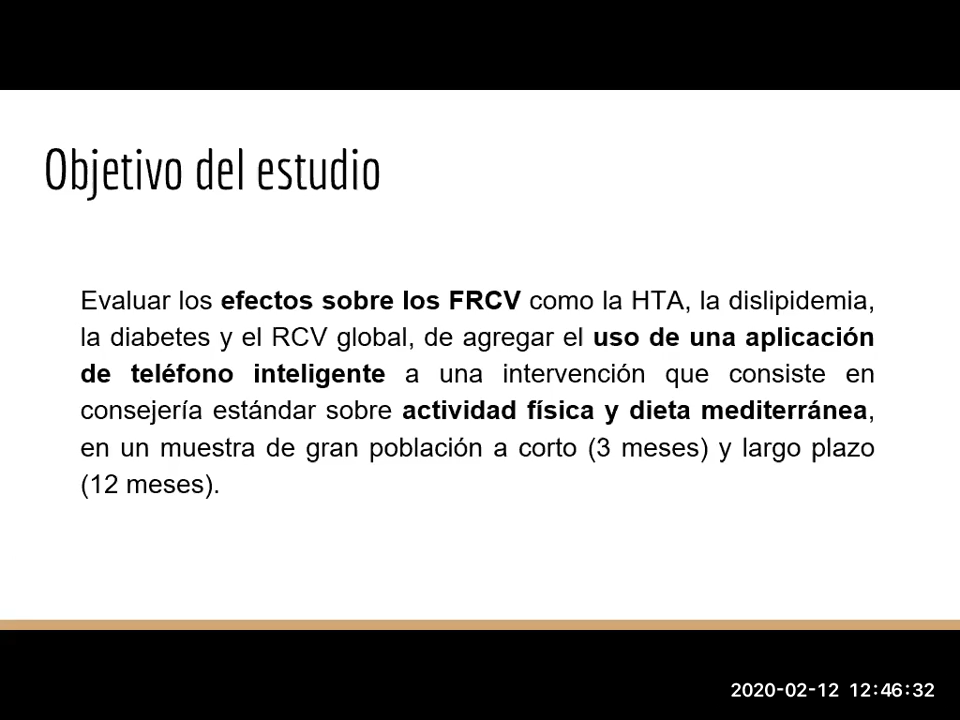 Objetivo del estudio
Evaluar los efectos sobre los FRCV como la HTA, la dislipidemia,
la diabetes y el RCV global, de agregar el uso de una aplicación
de teléfono inteligente a una intervención que consiste en
consejería estándar sobre actividad física y dieta mediterránea,
en un muestra de gran población a corto (3 meses) y largo plazo
(12 meses).
2020-02-12 12:46:32